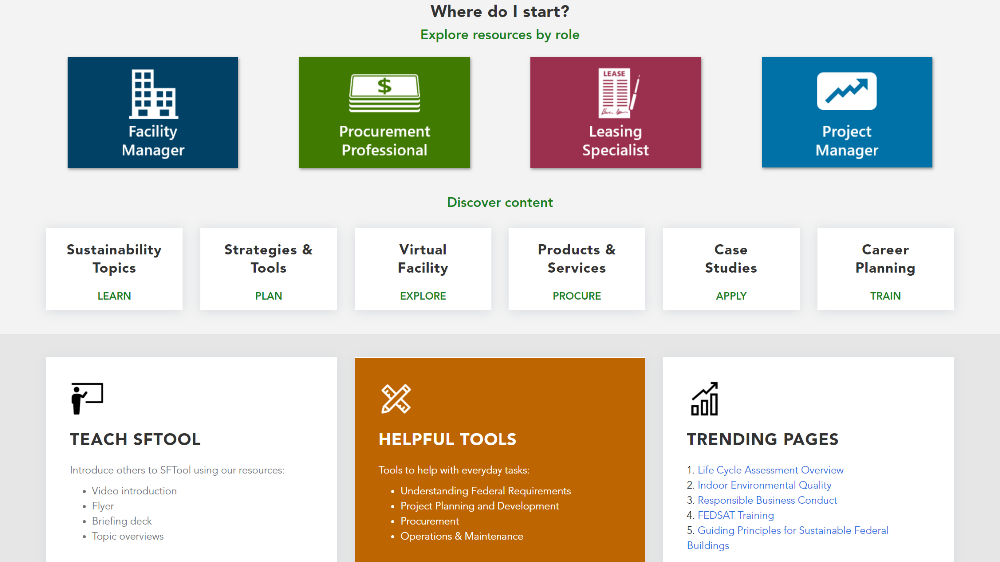 Where do I start?
Explore resources by role
Facility
Manager
$
Procurement
Professional
LEASE
Leasing
Specialist
Project
Manager
Discover content
Sustainability
Topics
LEARN
Strategies &
Tools
PLAN
Virtual
Facility
EXPLORE
Products &
Services
PROCURE
Case
Studies
APPLY
Career
Planning
TRAIN
TEACH SFTOOL
Introduce others to SFTool using our resources:
• Video introduction
• Flyer
• Briefing deck
• Topic overviews
HELPFUL TOOLS
Tools to help with everyday tasks:
• Understanding Federal Requirements
• Project Planning and Development
• Procurement
• Operations & Maintenance
TRENDING PAGES
1. Life Cycle Assessment Overview
2. Indoor Environmental Quality
3. Responsible Business Conduct
4. FEDSAT Training
5. Guiding Principles for Sustainable Federal
Buildings